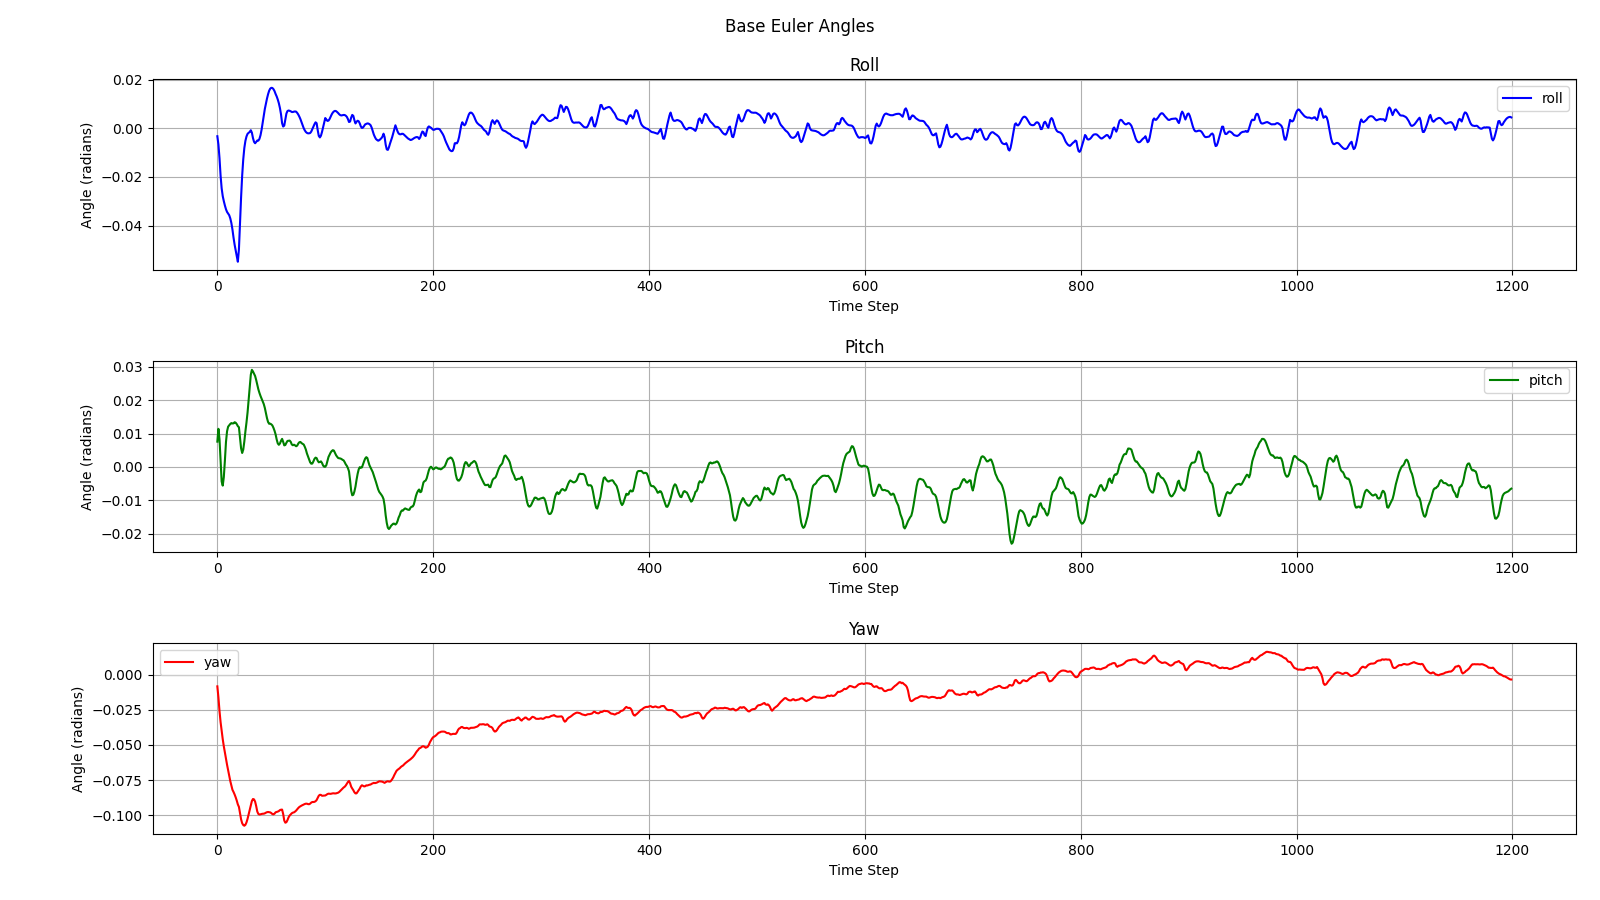 Base Euler Angles
Roll
0.02
0.00
−0.02
−0.04
Angle (radians)
roll
0 200 400 600 800 1000 1200
Time Step
Pitch
0.03
0.02
0.01
0.00
−0.01
−0.02
Angle (radians)
pitch
0 200 400 600 800 1000 1200
Time Step
Yaw
0.000
−0.025
−0.050
−0.075
−0.100
Angle (radians)
yaw
0 200 400 600 800 1000 1200
Time Step